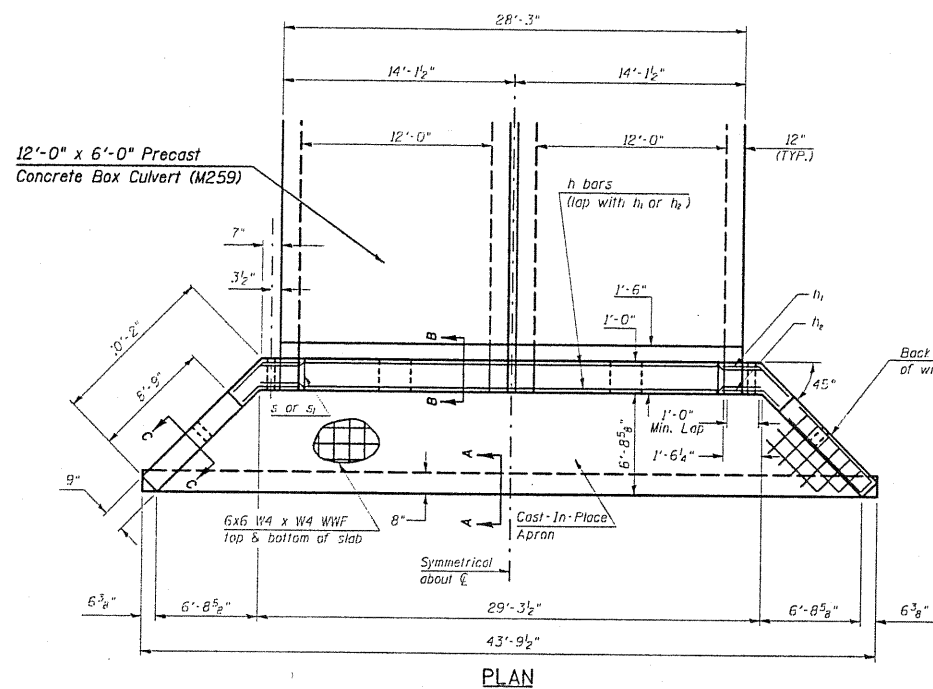 28'-3"
14'-1½"
14'-1½"
12'-0"
12'-0"
12"
(TYP.)
12'-0" x 6'-0" Precast
Concrete Box Culvert (M259)
h bars
(lap with h₁ or h₂)
7"
3½"
1'-6"
1'-0"
h₁
h₂
B
B
10'-2"
8'-9"
Back
45°
s or s₁
1'-0"
Min. Lap
6'-8⅝"
1'-6¼"
C
C
A
A
9"
8"
6x6 W4 x W4 WWF
top & bottom of slab
Cast-In-Place
Apron
Symmetrical
about ℄
6⅜"
6'-8⅝"
29'-3½"
6'-8⅝"
6⅜"
43'-9½"
PLAN